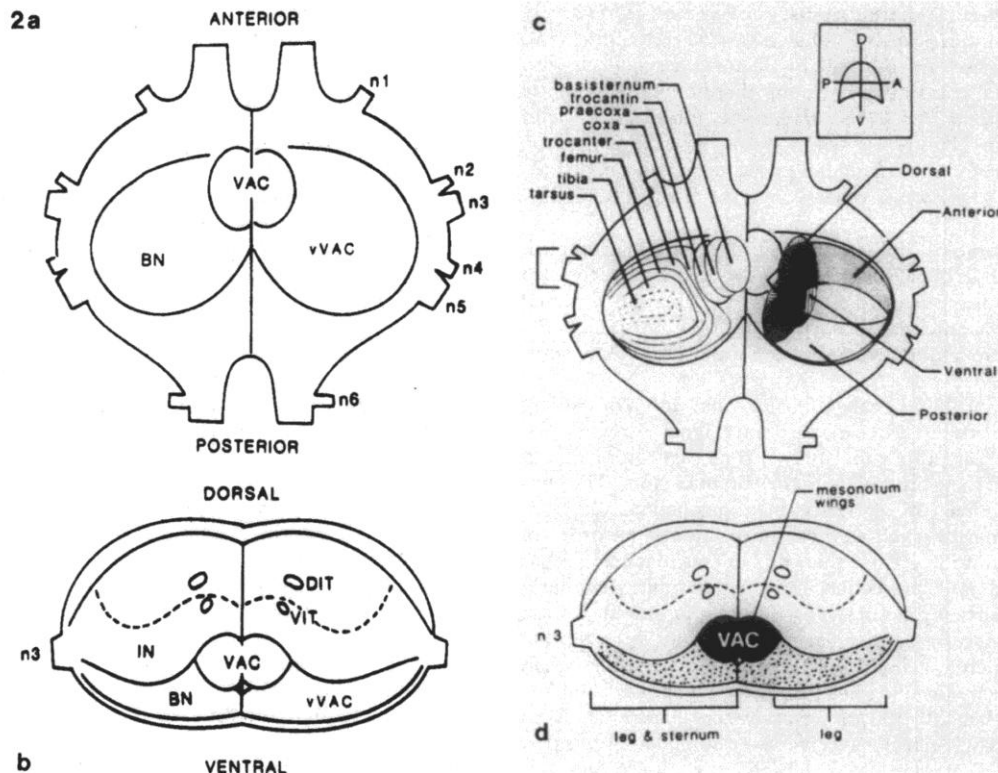 2a
ANTERIOR
n1
n2
n3
n4
n5
n6
VAC
BN
vVAC
POSTERIOR
DORSAL
DIT
VIT
n3
IN
VAC
BN
vVAC
b
VENTRAL
c
D
P
A
V
basisternum
trocantin
praecoxa
coxa
trocanter
femur
tibia
tarsus
Dorsal
Anterior
Ventral
Posterior
mesonotum
wings
n3
VAC
d
leg & sternum
leg